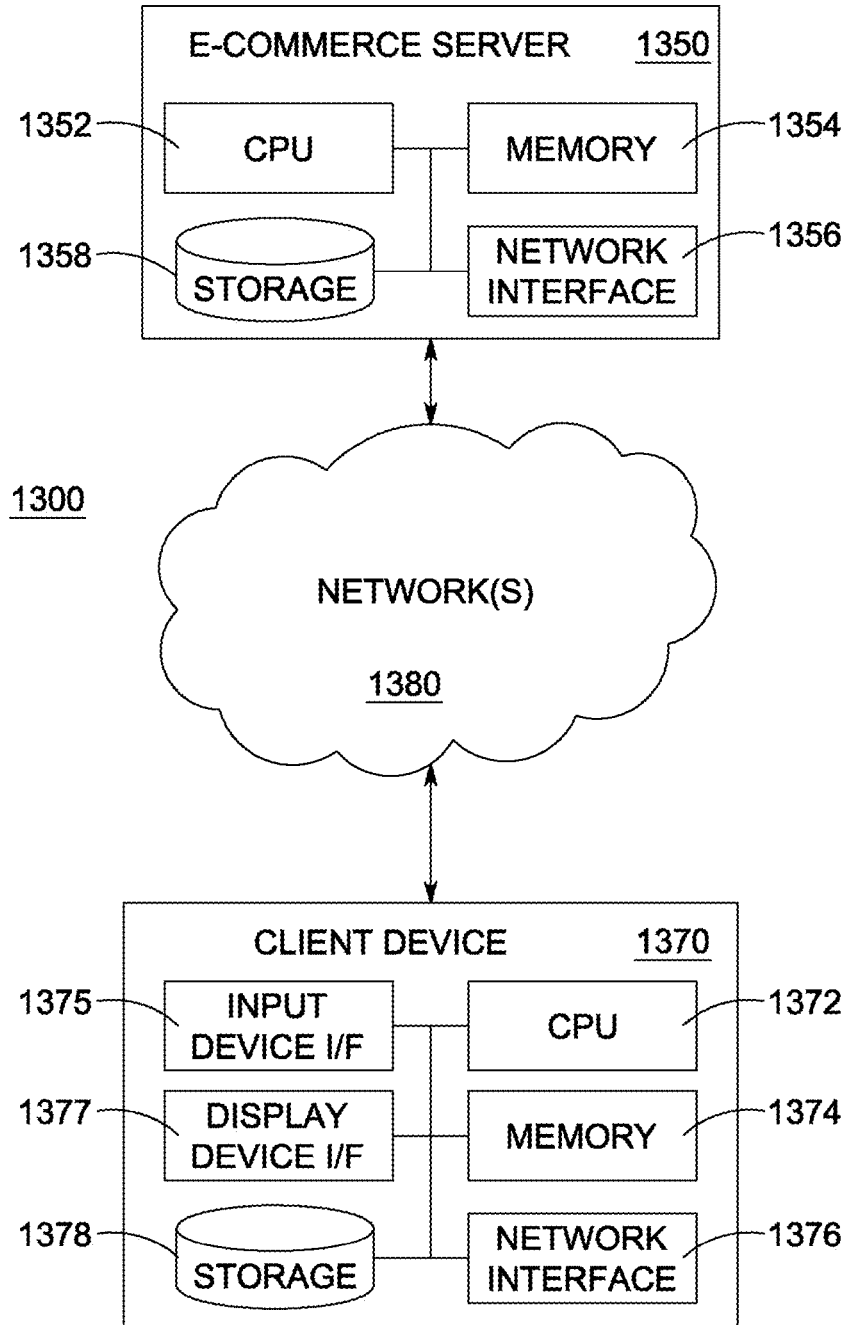 E-COMMERCE SERVER 1350
1352
CPU
MEMORY
1354
1358
STORAGE
NETWORK
INTERFACE
1356
1300
NETWORK(S)
1380
CLIENT DEVICE 1370
1375
INPUT
DEVICE I/F
CPU
1372
1377
DISPLAY
DEVICE I/F
MEMORY
1374
1378
STORAGE
NETWORK
INTERFACE
1376